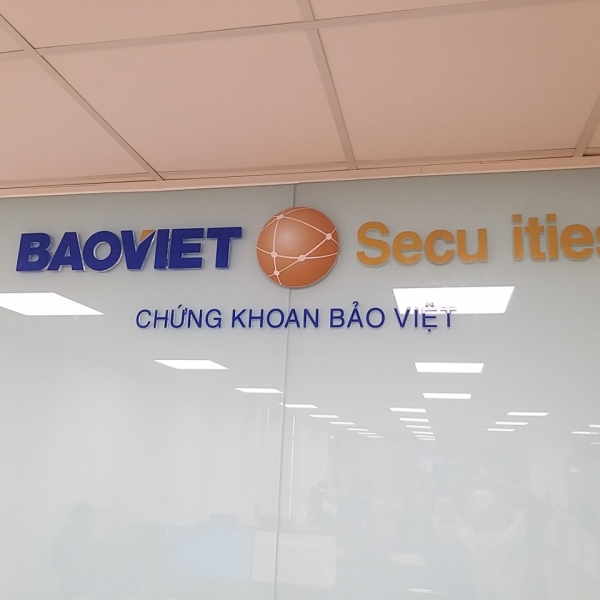 BAOVIET Secu ities
CHỨNG KHOAN BẢO VIỆT